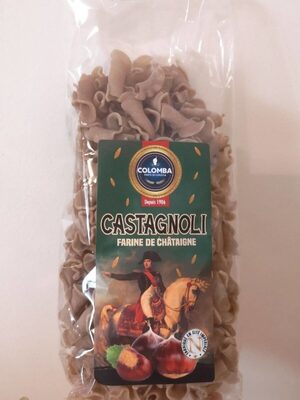 COLOMBA
Depuis 1906
CASTAGNOLI
FARINE DE CHÂTAIGNE